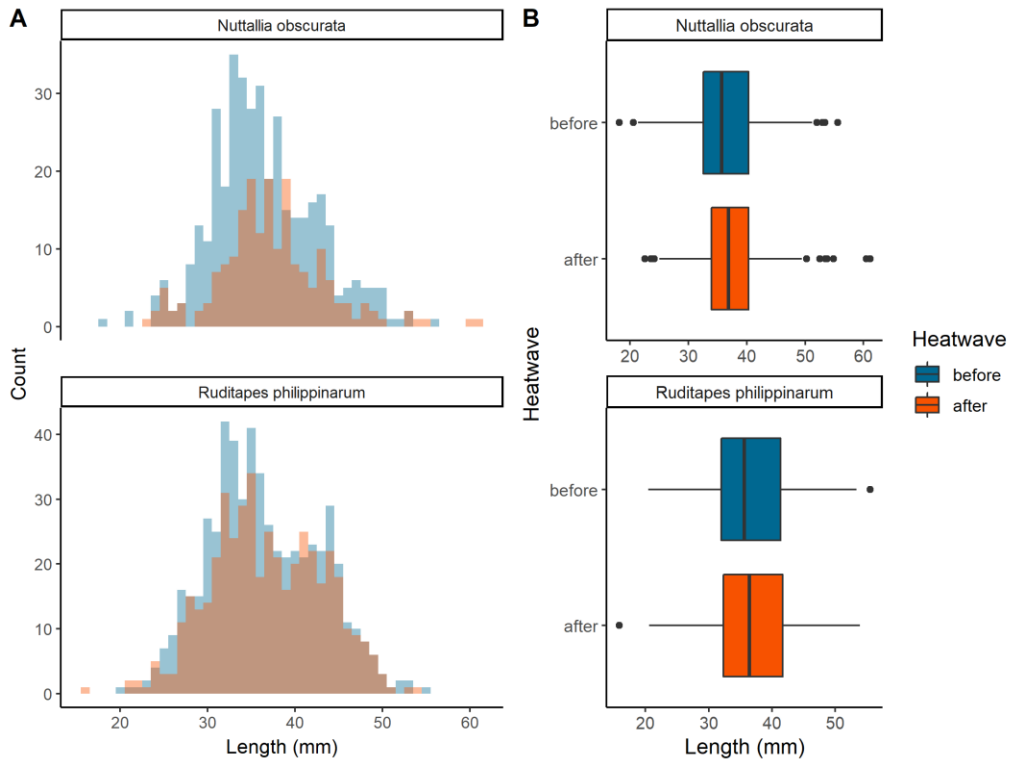 A
Nuttallia obscurata
30
20
10
0
Ruditapes philippinarum
40
30
20
10
0
20 30 40 50 60
Length (mm)
Count
B
Nuttallia obscurata
before
after
20 30 40 50 60
Ruditapes philippinarum
before
after
20 30 40 50
Length (mm)
Heatwave
Heatwave
before
after